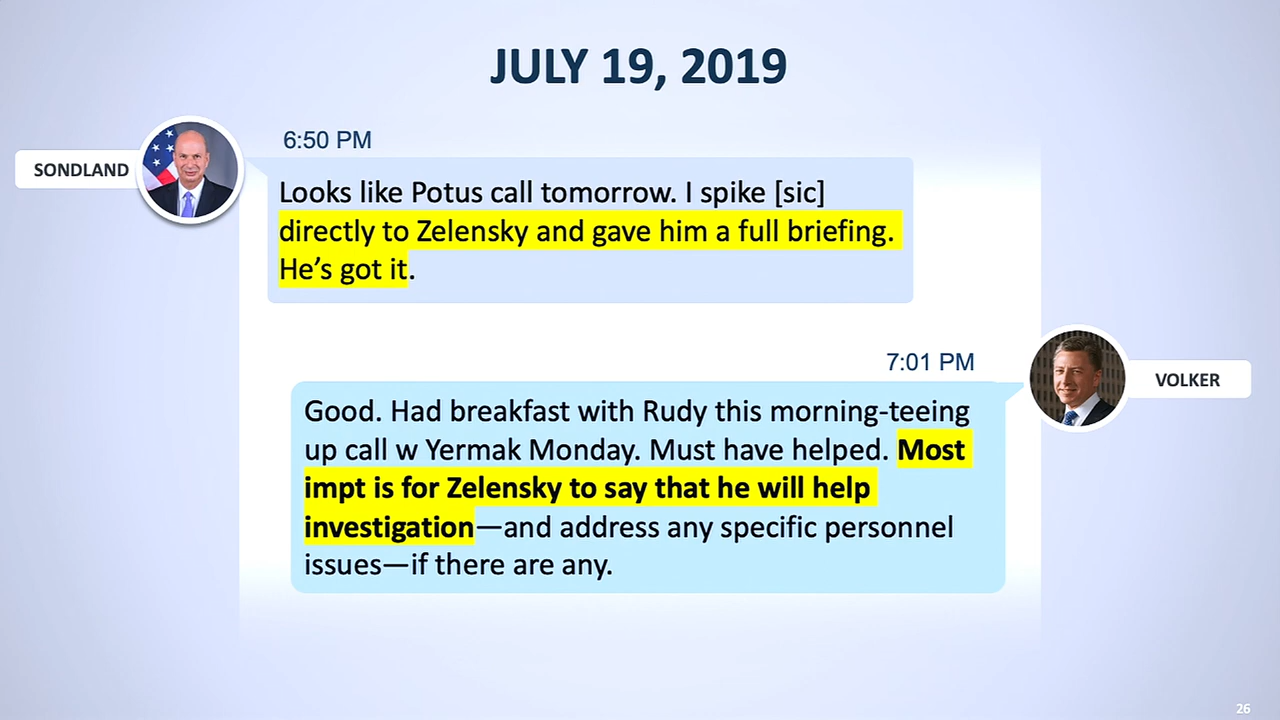 JULY 19, 2019
6:50 PM
SONDLAND
Looks like Potus call tomorrow. I spike [sic]
directly to Zelensky and gave him a full briefing.
He’s got it.
7:01 PM
VOLKER
Good. Had breakfast with Rudy this morning-teeing
up call w Yermak Monday. Must have helped. Most
impt is for Zelensky to say that he will help
investigation—and address any specific personnel
issues—if there are any.
26